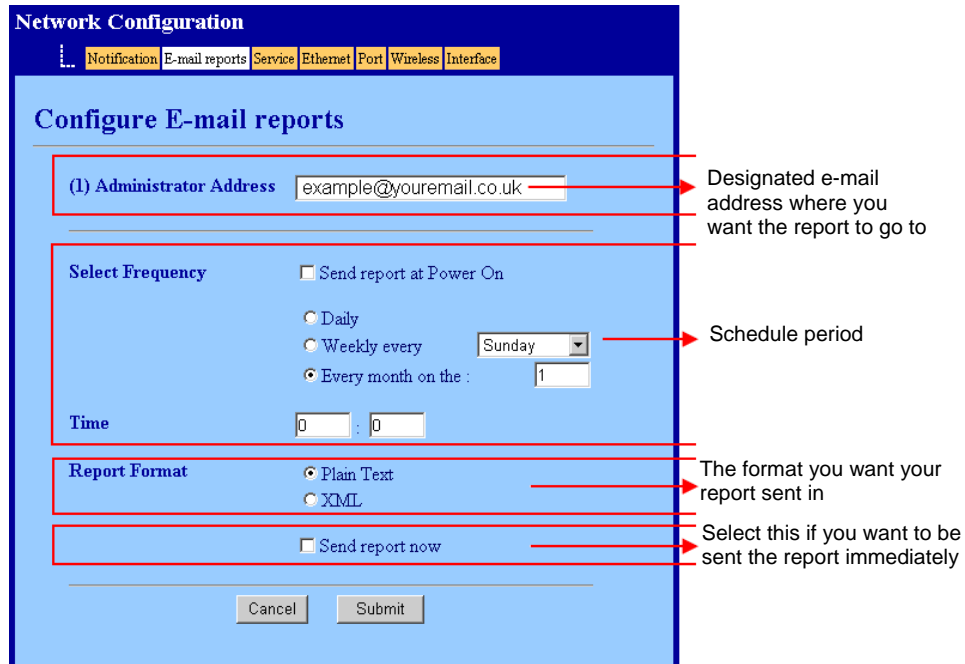 Network Configuration
Notification E-mail reports Service Ethernet Port Wireless Interface
Configure E-mail reports
(1) Administrator Address example@youremail.co.uk
Designated e-mail
address where you
want the report to go to
Select Frequency Send report at Power On
Daily
Weekly every Sunday
Schedule period
Every month on the : 1
Time 0 : 0
Report Format Plain Text
XML
The format you want your
report sent in
Send report now
Select this if you want to be
sent the report immediately
Cancel Submit